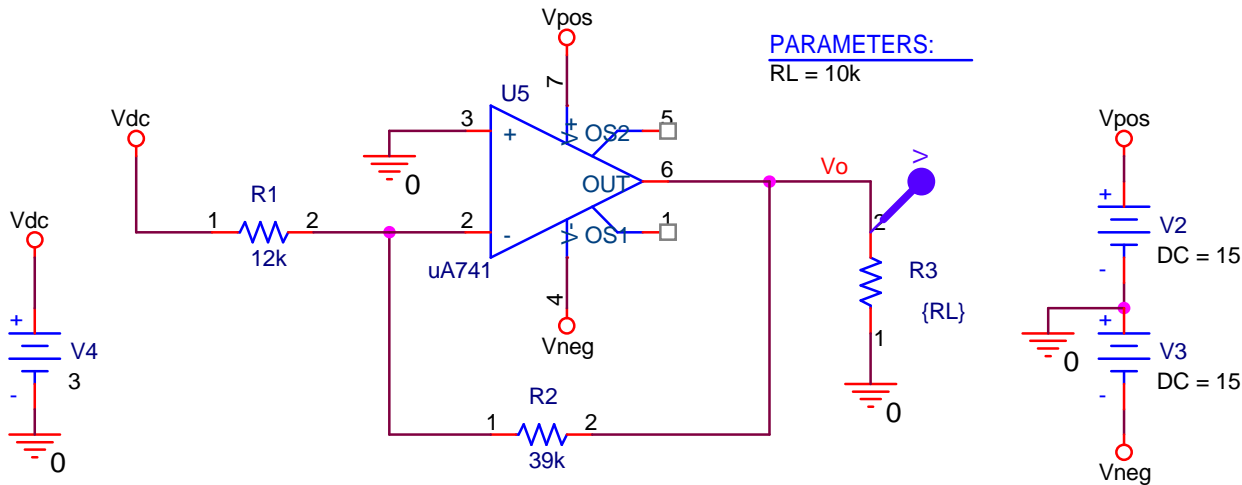 Vpos
PARAMETERS:
RL = 10k
7
U5
V+
5
OS2
Vdc
3
+
0
6
OUT
Vo
V
Vpos
R1
1
2
12k
2
-
1
OS1
V-
uA741
4
Vneg
2
R3
{RL}
1
0
+
V2
DC = 15
-
0
+
V3
DC = 15
-
Vneg
Vdc
+
V4
3
-
0
R2
1
2
39k